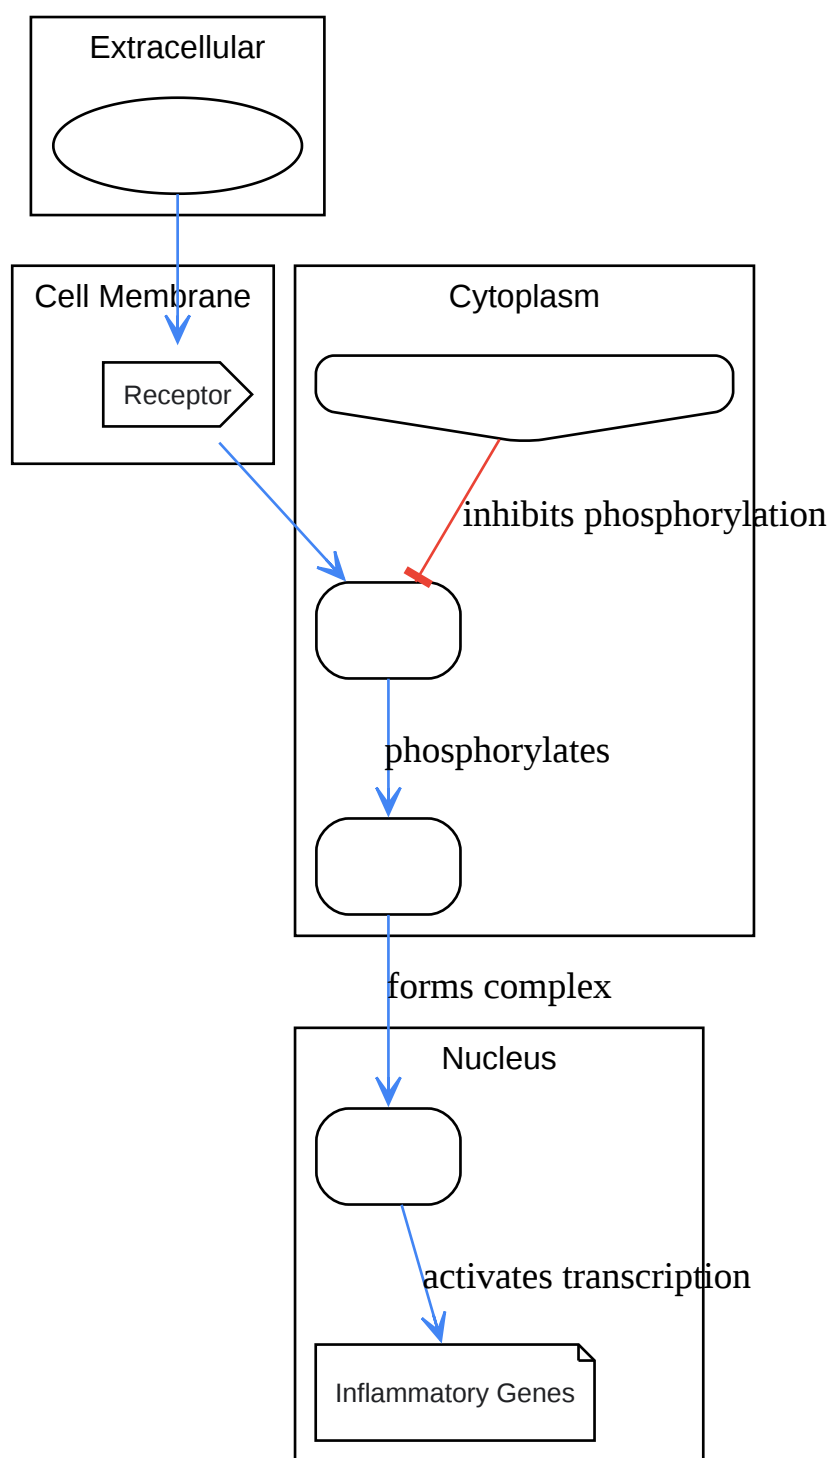 Extracellular
Cell Membrane
Cytoplasm
Receptor
inhibits phosphorylation
phosphorylates
forms complex
Nucleus
activates transcription
Inflammatory Genes